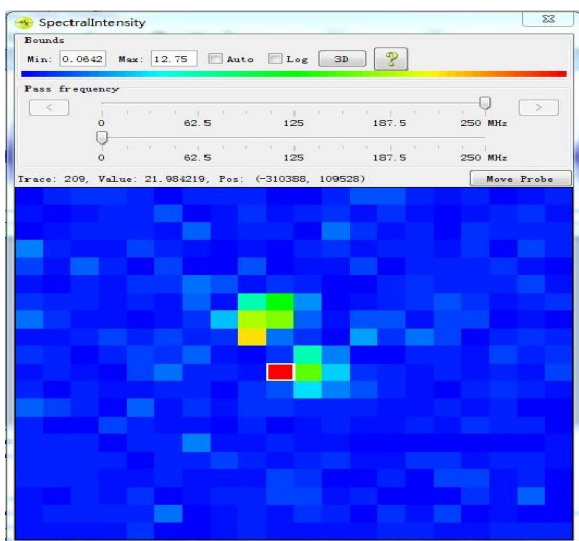 SpectralIntensity
Bounds
Min: 0.0642 Max: 12.75 Auto Log 3D ?
Pass frequency
< >
0 62.5 125 187.5 250 MHz
0 62.5 125 187.5 250 MHz
Trace: 209, Value: 21.984219, Pos: (-310388, 109528) Move Probe